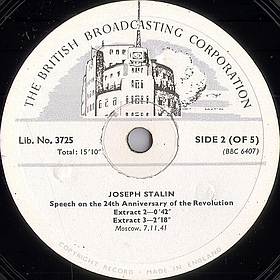 THE BRITISH BROADCASTING CORPORATION
Lib. No. 3725
SIDE 2 (OF 5)
Total: 15'10"
(BBC 6407)
JOSEPH STALIN
Speech on the 24th Anniversary of the Revolution
Extract 2—0'42"
Extract 3—2'18"
Moscow, 7.11.41
COPYRIGHT RECORD · MADE IN ENGLAND